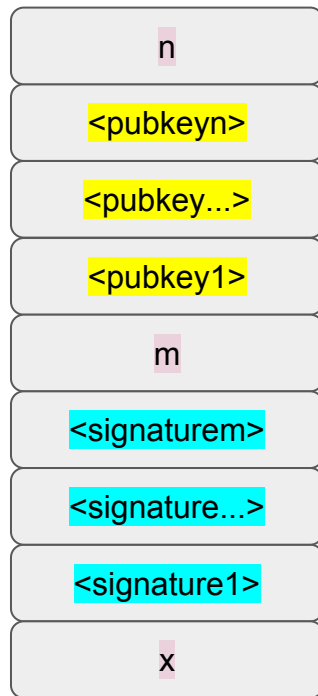 n
<pubkeyn>
<pubkey...>
<pubkey1>
m
<signaturem>
<signature...>
<signature1>
x